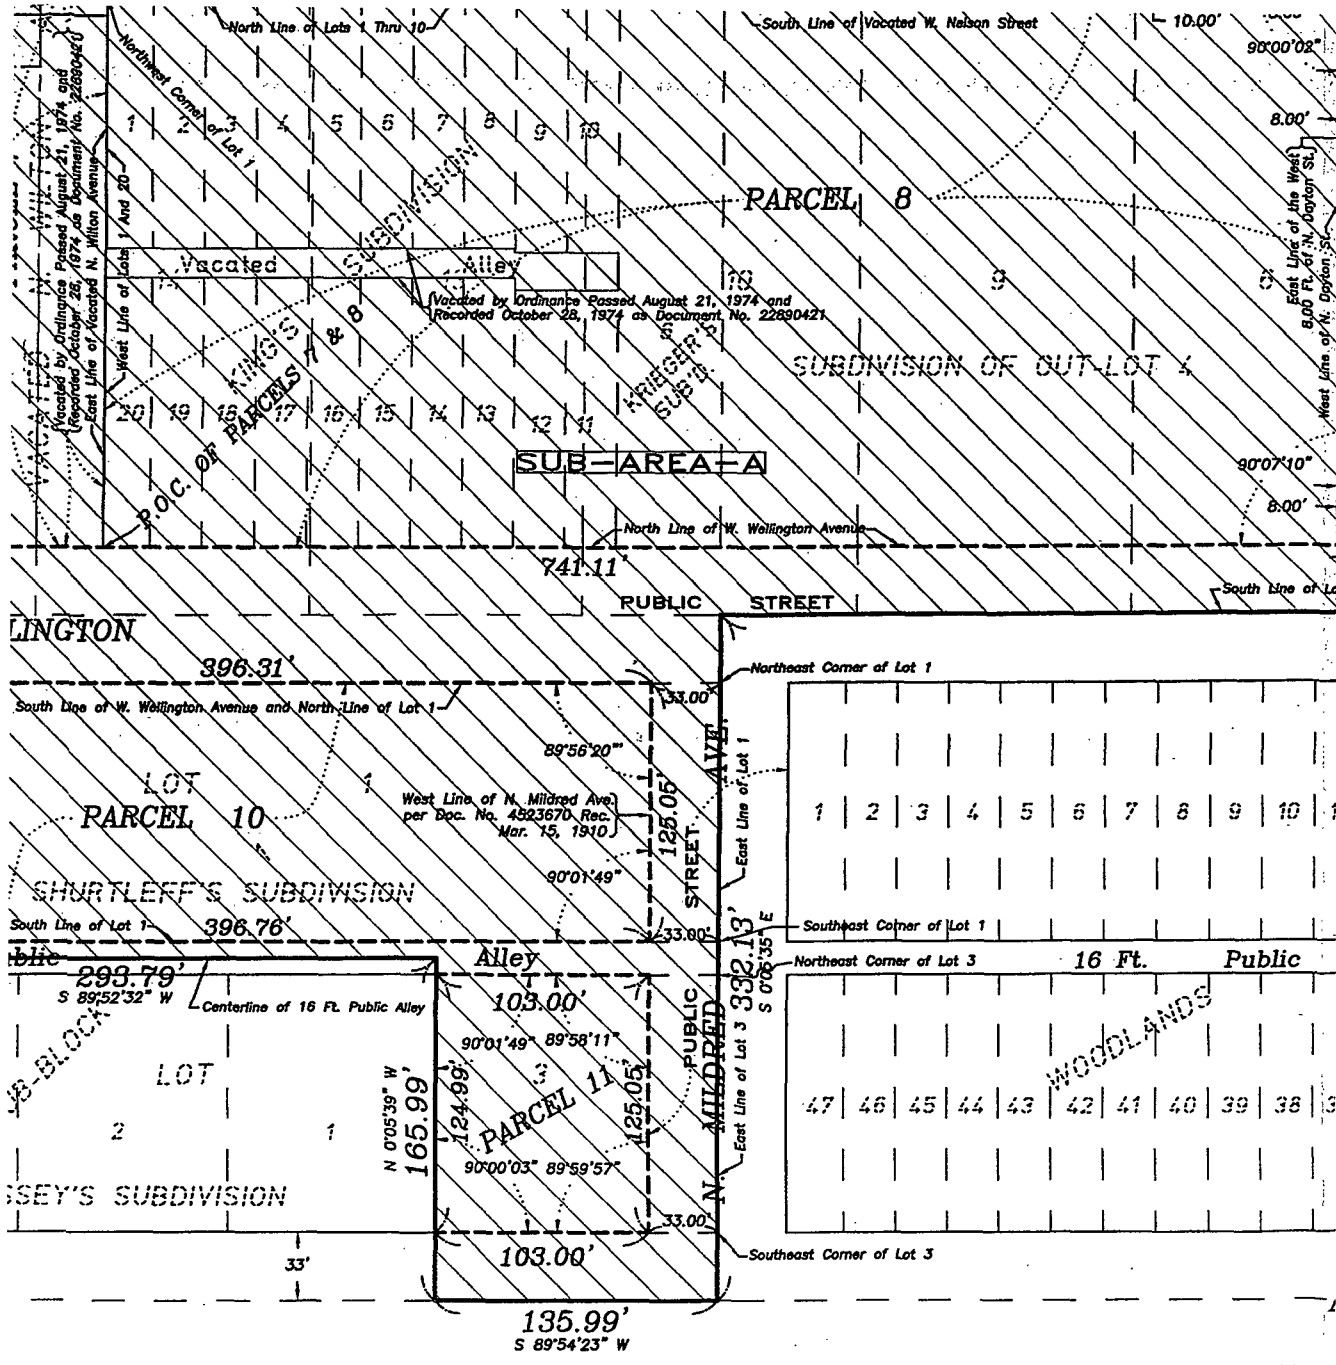 North Line of Lots 1 Thru 10
South Line of Vacated W. Nelson Street
10.00'
90°00'02"
8.00'
Northwest Corner of Lot 1
Vacated by Ordinance Passed August 21, 1974 and
Recorded October 28, 1974 as Document No. 22890421
East Line of Vacated N. Wilton Avenue
West Line of Lots 1 And 20
1 2 3 4 5 6 7 8 9 10
KING'S SUBDIVISION
PARCEL 8
East Line of the West
8.00 Ft. of N. Dayton St.
West Line of N. Dayton St.
Vacated Alley
Vacated by Ordinance Passed August 21, 1974 and
Recorded October 28, 1974 as Document No. 22890421
10 9 8
KRIEGER'S
SUB'D.
SUBDIVISION OF OUT-LOT 4
20 19 18 17 16 15 14 13 12 11
P.O.C. OF PARCELS 7 & 8
SUB-AREA-A
90°07'10"
8.00'
North Line of W. Wellington Avenue
741.11'
PUBLIC STREET
South Line of
LINGTON
396.31'
Northeast Corner of Lot 1
33.00'
South Line of W. Wellington Avenue and North Line of Lot 1
89°56'20"
LOT 1
PARCEL 10
West Line of N. Mildred Ave.
per Doc. No. 4523670 Rec.
Mar. 15, 1910
125.05'
AVE.
STREET
East Line of Lot 1
1 2 3 4 5 6 7 8 9 10
90°01'49"
SHURTLEFF'S SUBDIVISION
South Line of Lot 1
396.76'
33.00'
Southeast Corner of Lot 1
332.13'
S 0°06'35" E
Alley
Northeast Corner of Lot 3
16 Ft. Public
293.79'
S 89°52'32" W
Centerline of 16 Ft. Public Alley
103.00'
90°01'49" 89°58'11"
PUBLIC
MILDRED
N.
East Line of Lot 3
WOODLANDS
LOT
2 1
3
PARCEL 11
N 0°05'39" W
165.99'
124.99'
125.05'
47 46 45 44 43 42 41 40 39 38
90°00'03" 89°59'57"
SSEY'S SUBDIVISION
33.00'
103.00'
Southeast Corner of Lot 3
33'
135.99'
S 89°54'23" W